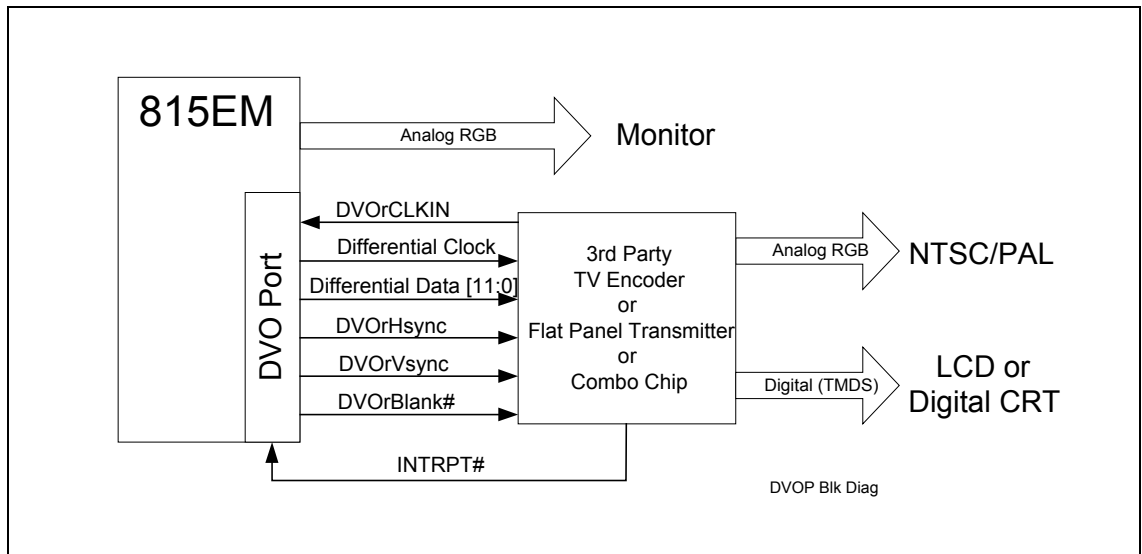 815EM
Analog RGB
Monitor
DVO Port
DVOrCLKIN
Differential Clock
Differential Data [11:0]
DVOrHsync
DVOrVsync
DVOrBlank#
INTRPT#
3rd Party
TV Encoder
or
Flat Panel Transmitter
or
Combo Chip
Analog RGB
NTSC/PAL
Digital (TMDS)
LCD or
Digital CRT
DVOP Blk Diag